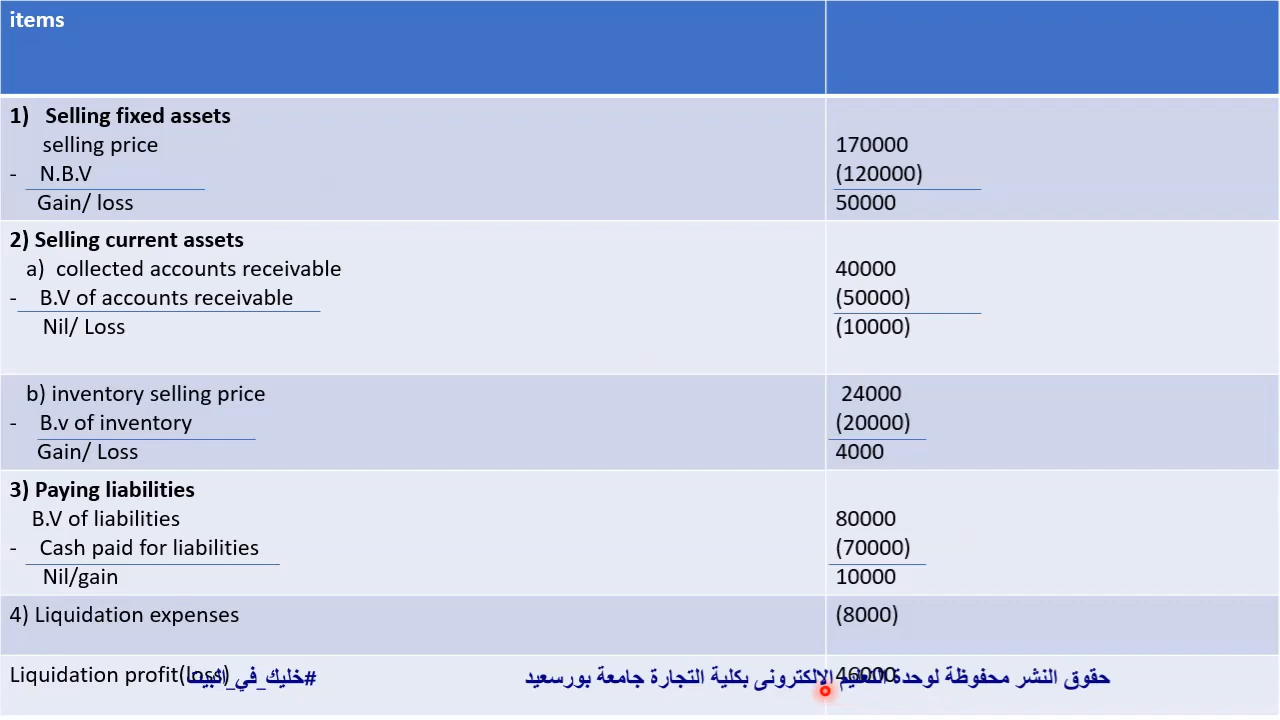 items
1) Selling fixed assets
selling price 170000
- N.B.V (120000)
Gain/ loss 50000
2) Selling current assets
a) collected accounts receivable 40000
- B.V of accounts receivable (50000)
Nil/ Loss (10000)
b) inventory selling price 24000
- B.v of inventory (20000)
Gain/ Loss 4000
3) Paying liabilities
B.V of liabilities 80000
- Cash paid for liabilities (70000)
Nil/gain 10000
4) Liquidation expenses (8000)
Liquidation profit(loss) 46000
حقوق النشر محفوظة لوحدة التعليم الإلكترونى بكلية التجارة جامعة بورسعيد #خليك_في_البيت